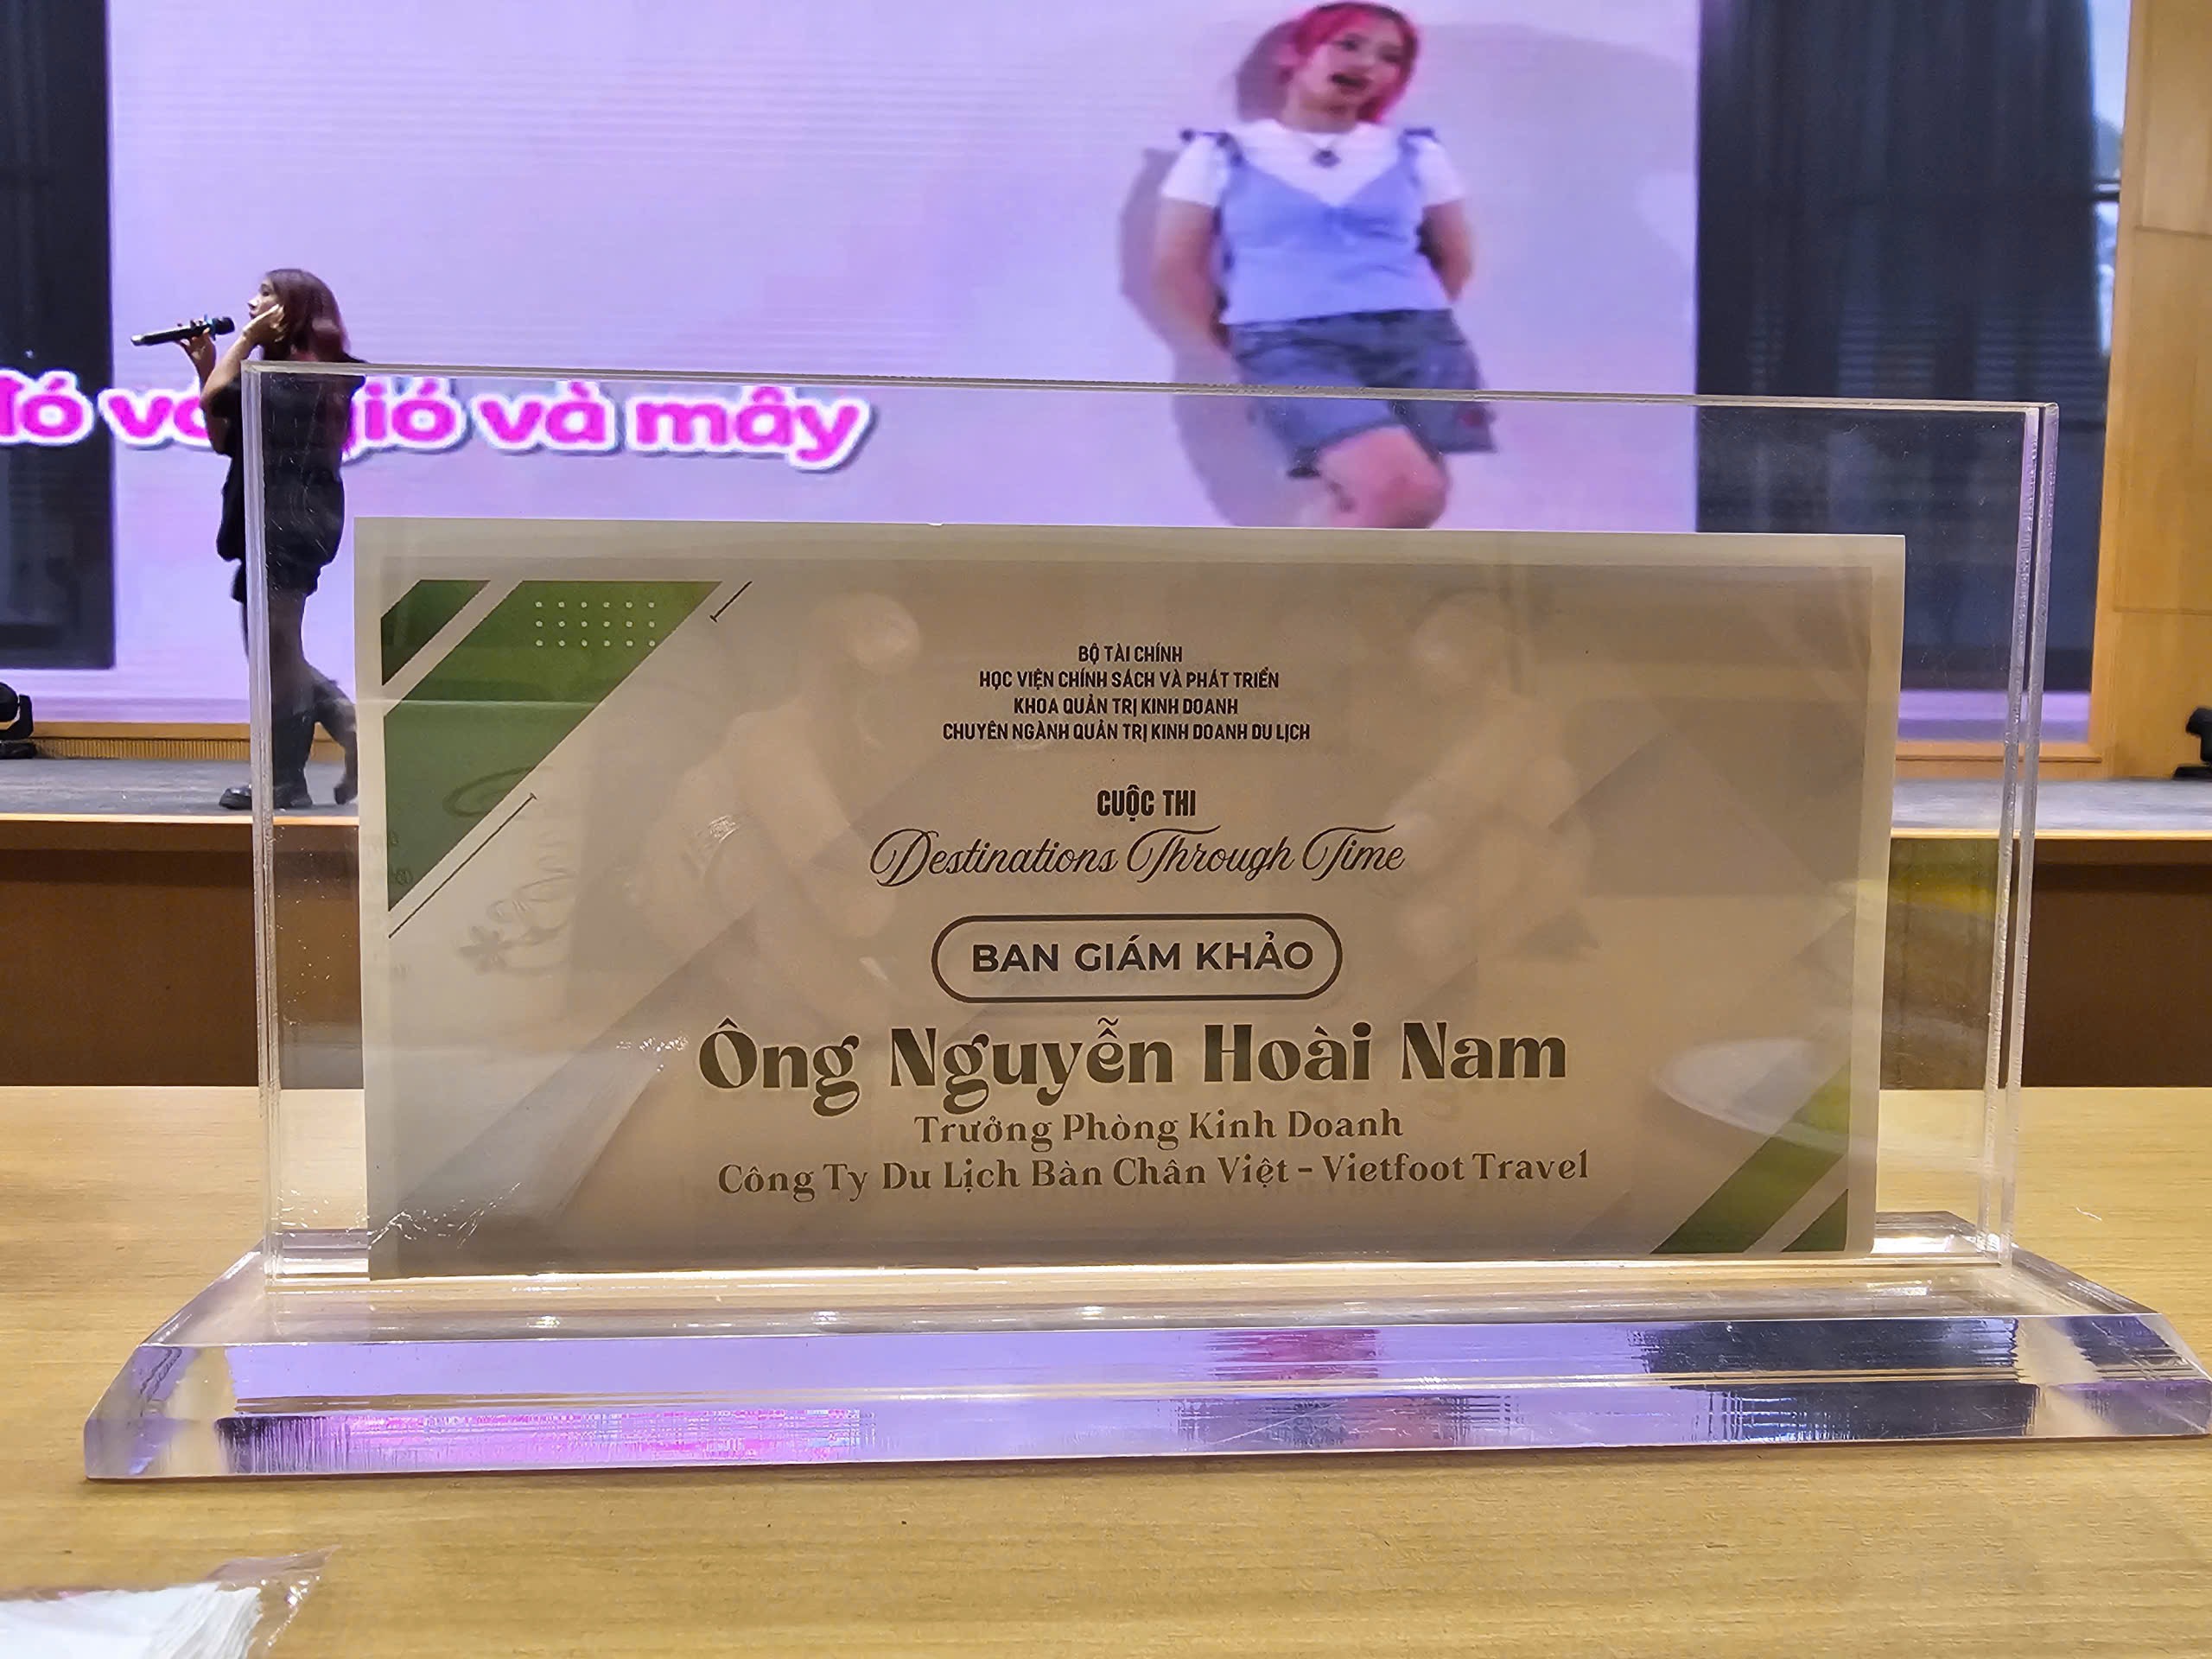 đó với gió và mây
BỘ TÀI CHÍNH
HỌC VIỆN CHÍNH SÁCH VÀ PHÁT TRIỂN
KHOA QUẢN TRỊ KINH DOANH
CHUYÊN NGÀNH QUẢN TRỊ KINH DOANH DU LỊCH
CUỘC THI
Destinations Through Time
BAN GIÁM KHẢO
Ông Nguyễn Hoài Nam
Trưởng Phòng Kinh Doanh
Công Ty Du Lịch Bàn Chân Việt - Vietfoot Travel